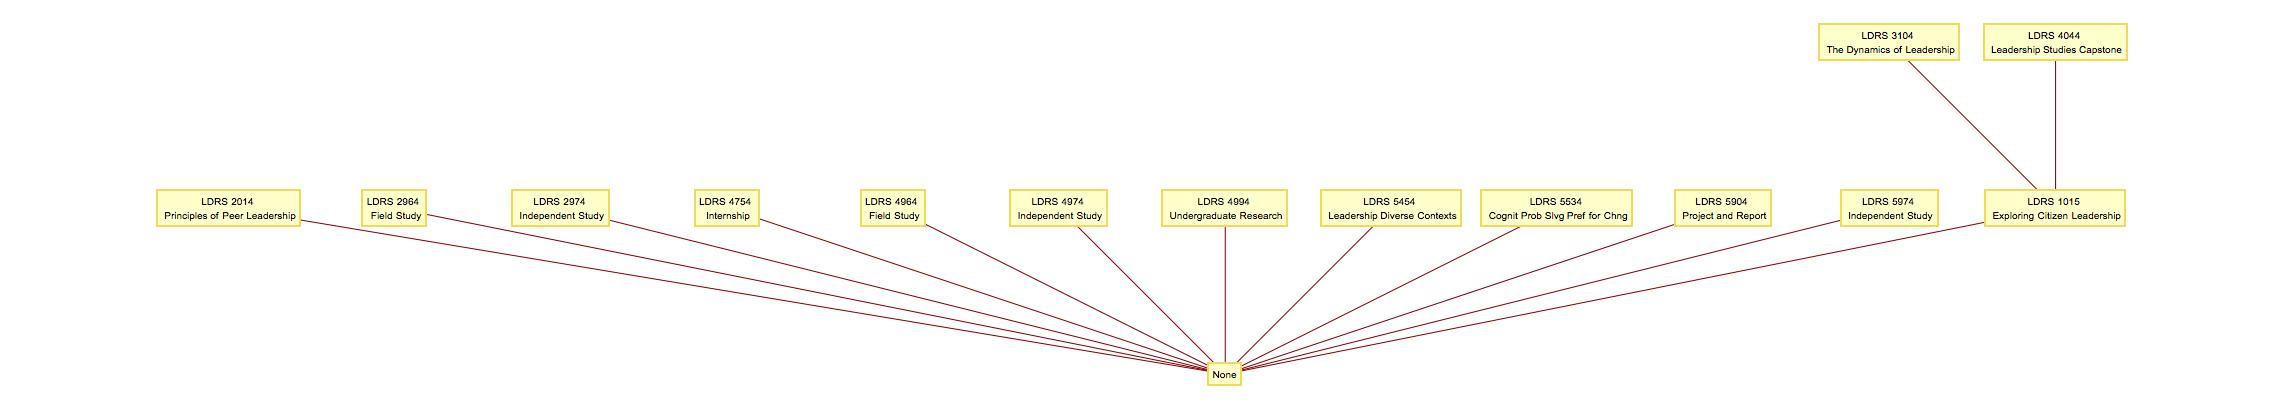 LDRS 3104
The Dynamics of Leadership
LDRS 4044
Leadership Studies Capstone
LDRS 2014
Principles of Peer Leadership
LDRS 2964
Field Study
LDRS 2974
Independent Study
LDRS 4754
Internship
LDRS 4964
Field Study
LDRS 4974
Independent Study
LDRS 4994
Undergraduate Research
LDRS 5454
Leadership Diverse Contexts
LDRS 5534
Cognit Prob Slvg Pref for Chng
LDRS 5904
Project and Report
LDRS 5974
Independent Study
LDRS 1015
Exploring Citizen Leadership
None